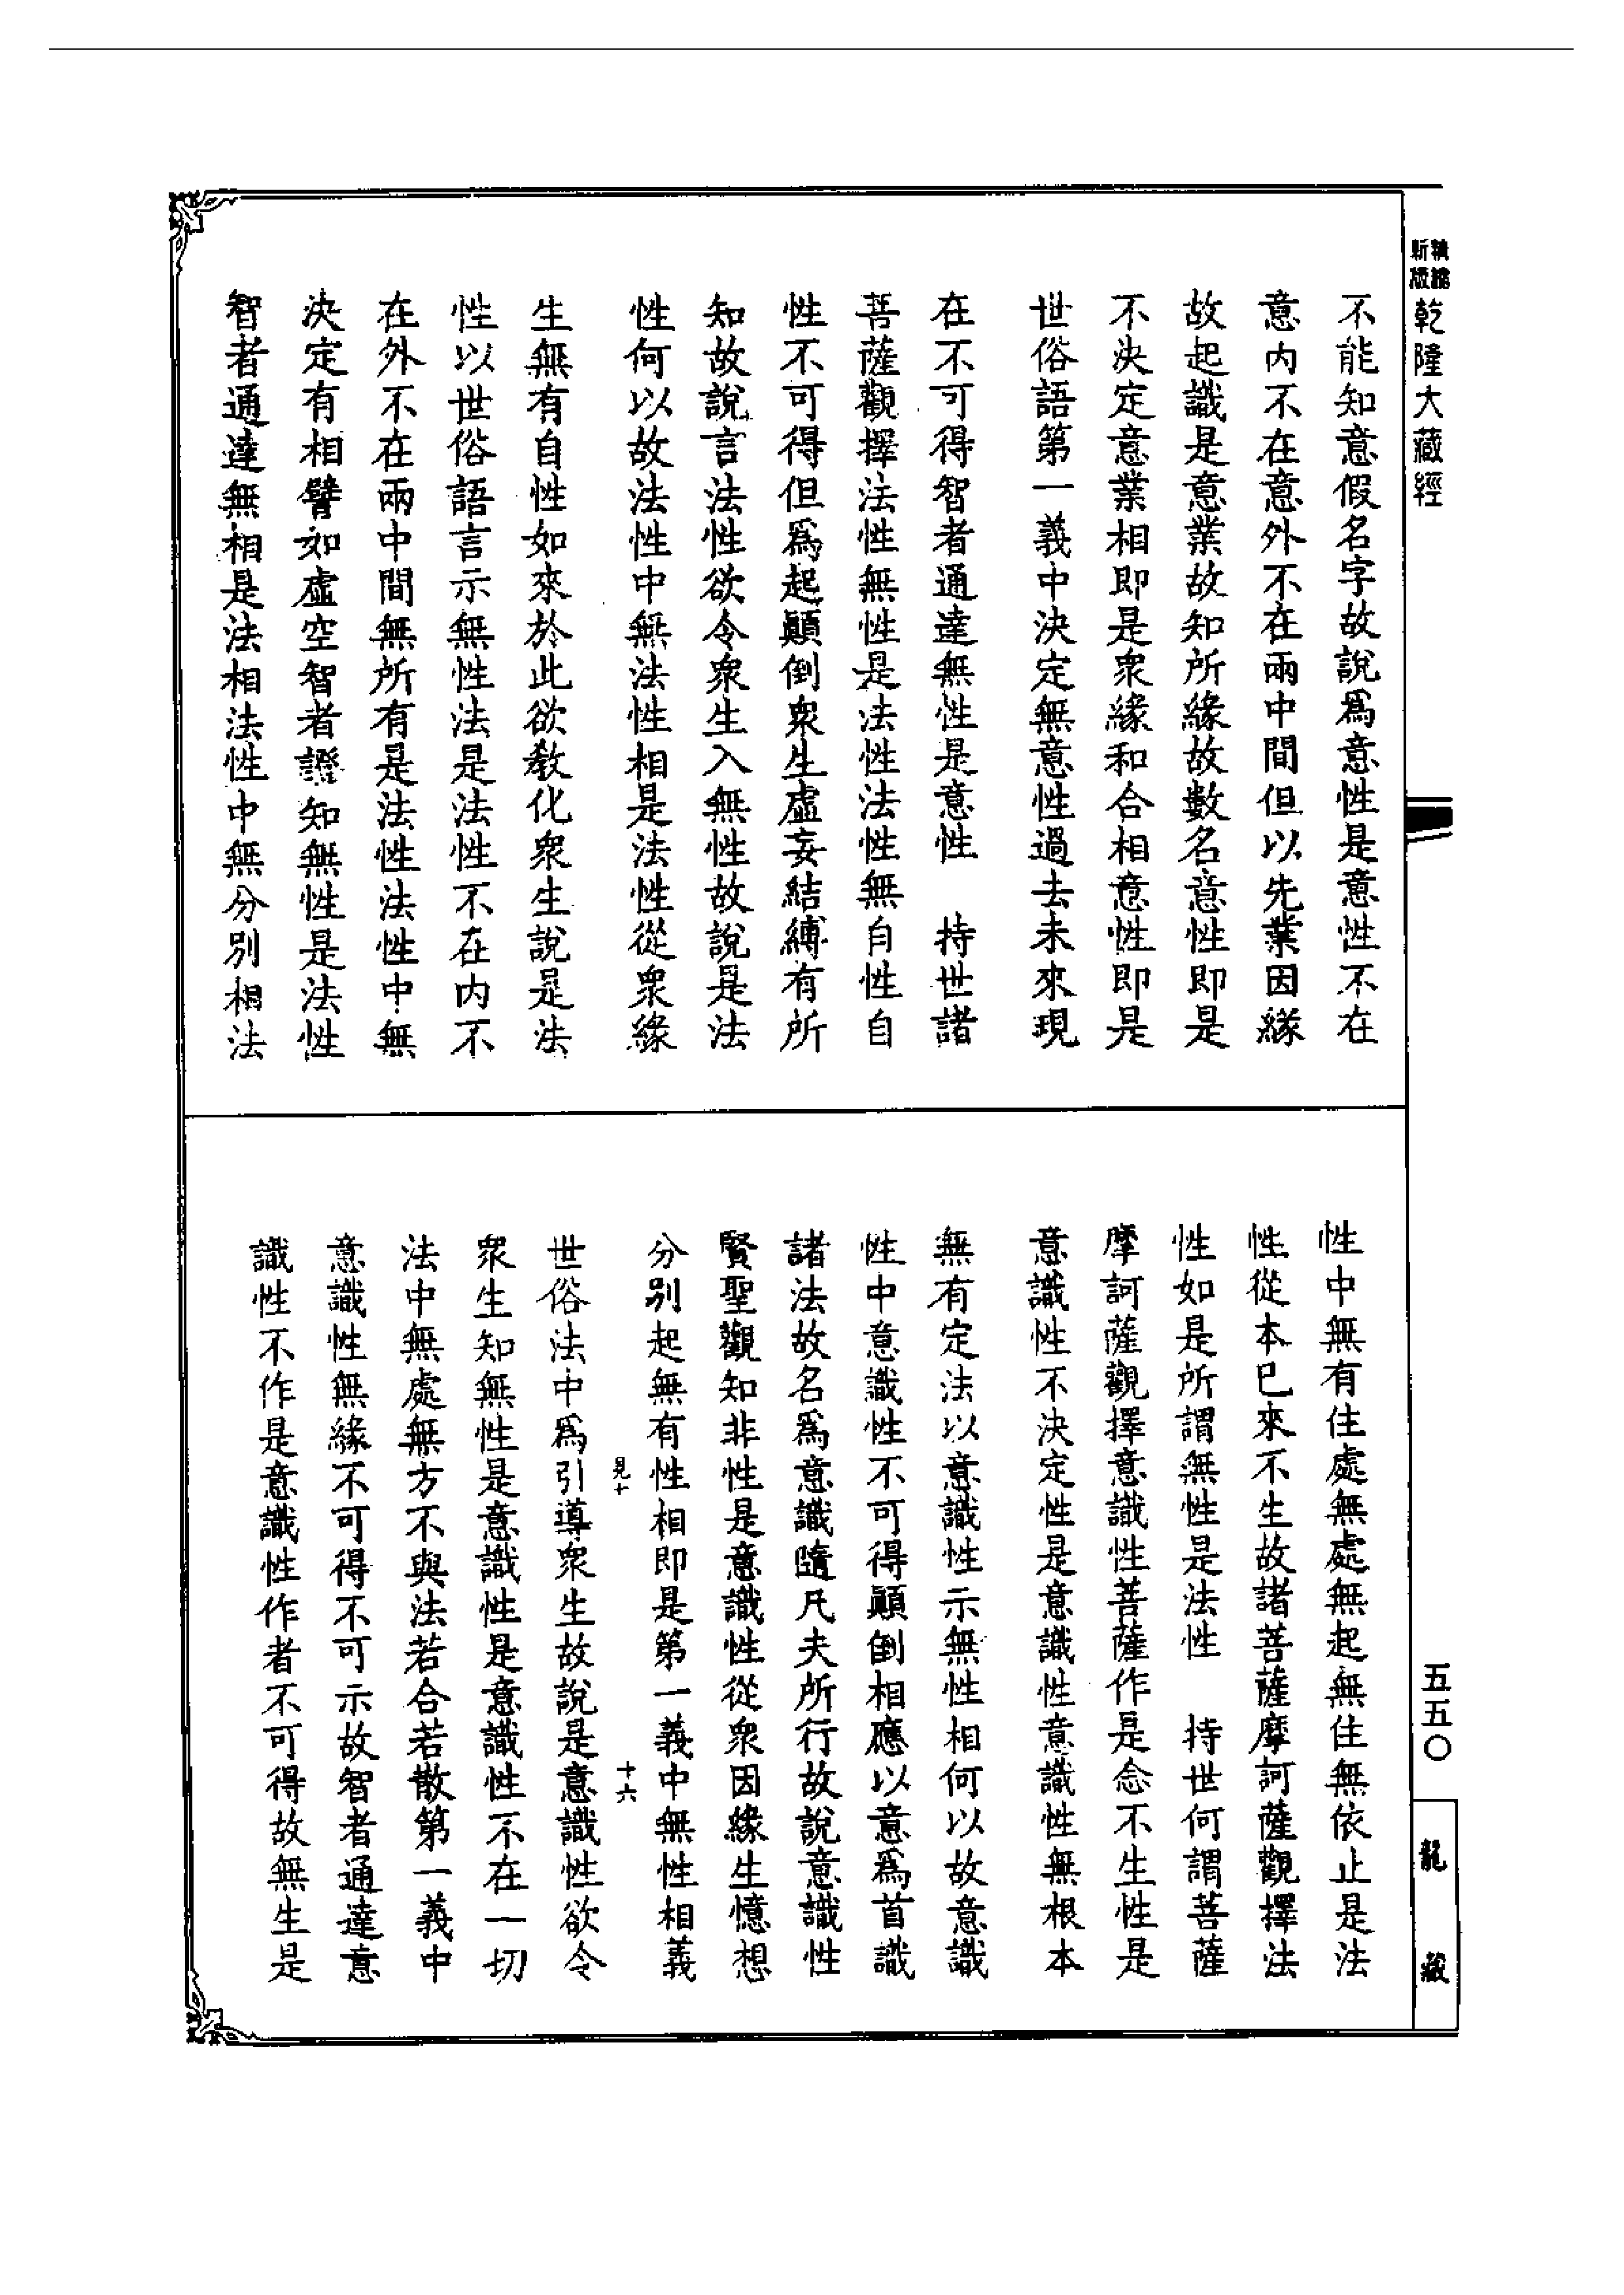 新版精縮乾隆大藏經
不能知意假名字故說爲意性是意性不在
意內不在意外不在兩中間但以先業因緣
故起識是意業故知所緣故數名意性即是
不決定意業相即是衆緣和合相意性即是
世俗語第一義中決定無意性過去未來現
在不可得智者通達無性是意性　持世諸
菩薩觀擇法性無性是法性法性無自性自
性不可得但爲起顛倒衆生虛妄結縛有所
知故說言法性欲令衆生入無性故說是法
性何以故法性中無法性相是法性從衆緣
生無有自性如來於此欲教化衆生說是法
性以世俗語言示無性法是法性不在內不
在外不在兩中間無所有是法性法性中無
決定有相譬如虛空智者證知無性是法性
智者通達無相是法相法性中無分別相法
性中無有住處無處無起無住無依止是法
性從本已來不生故諸菩薩摩訶薩觀擇法
性如是所謂無性是法性　持世何謂菩薩
摩訶薩觀擇意識性菩薩作是念不生性是
意識性不決定性是意識性意識性無根本
無有定法以意識性示無性相何以故意識
性中意識性不可得顛倒相應以意爲首識
諸法故名爲意識隨凡夫所行故說意識性
賢聖觀知非性是意識性從衆因緣生憶想
分別起無有性相即是第一義中無性相義
見十　十六
世俗法中爲引導衆生故說是意識性欲令
衆生知無性是意識性是意識性不在一切
法中無處無方不與法若合若散第一義中
意識性無緣不可得不可示故智者通達意
識性不作是意識性作者不可得故無生是
五五〇
龍藏